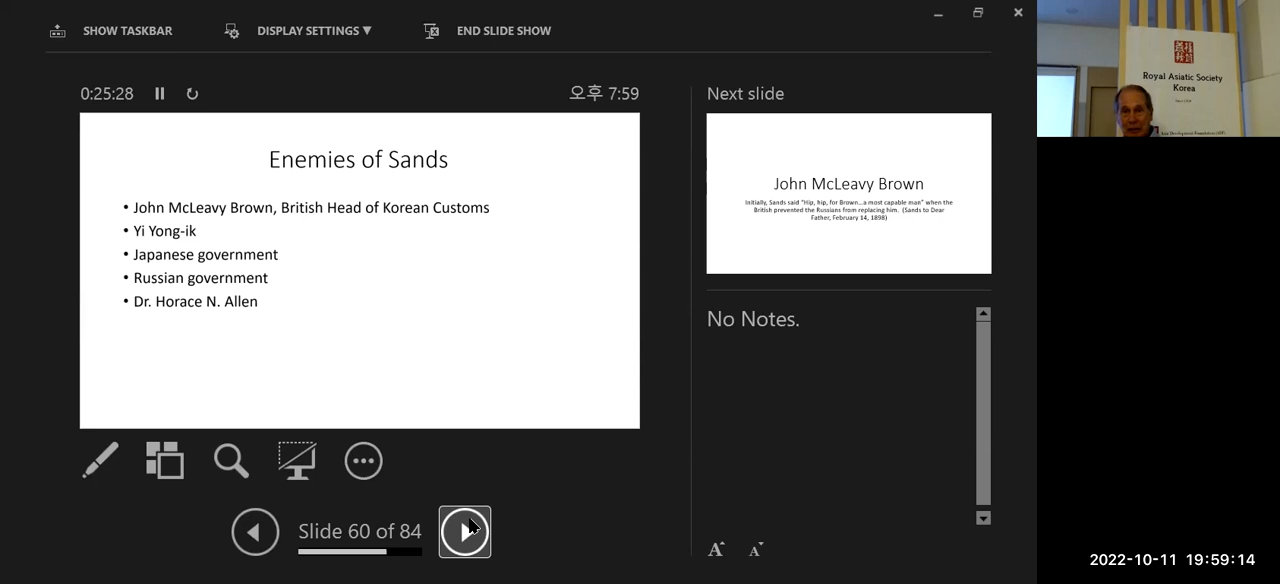 SHOW TASKBAR
DISPLAY SETTINGS ▼
END SLIDE SHOW
0:25:28
오후 7:59
Enemies of Sands
• John McLeavy Brown, British Head of Korean Customs
• Yi Yong-ik
• Japanese government
• Russian government
• Dr. Horace N. Allen
Slide 60 of 84
Next slide
John McLeavy Brown
Initially, Sands said "Hip, hip, for Brown...a most capable man" when the
British prevented the Russians from replacing him. (Sands to Dear
Father, February 14, 1898)
No Notes.
A A
Royal Asiatic Society
Korea
2022-10-11 19:59:14